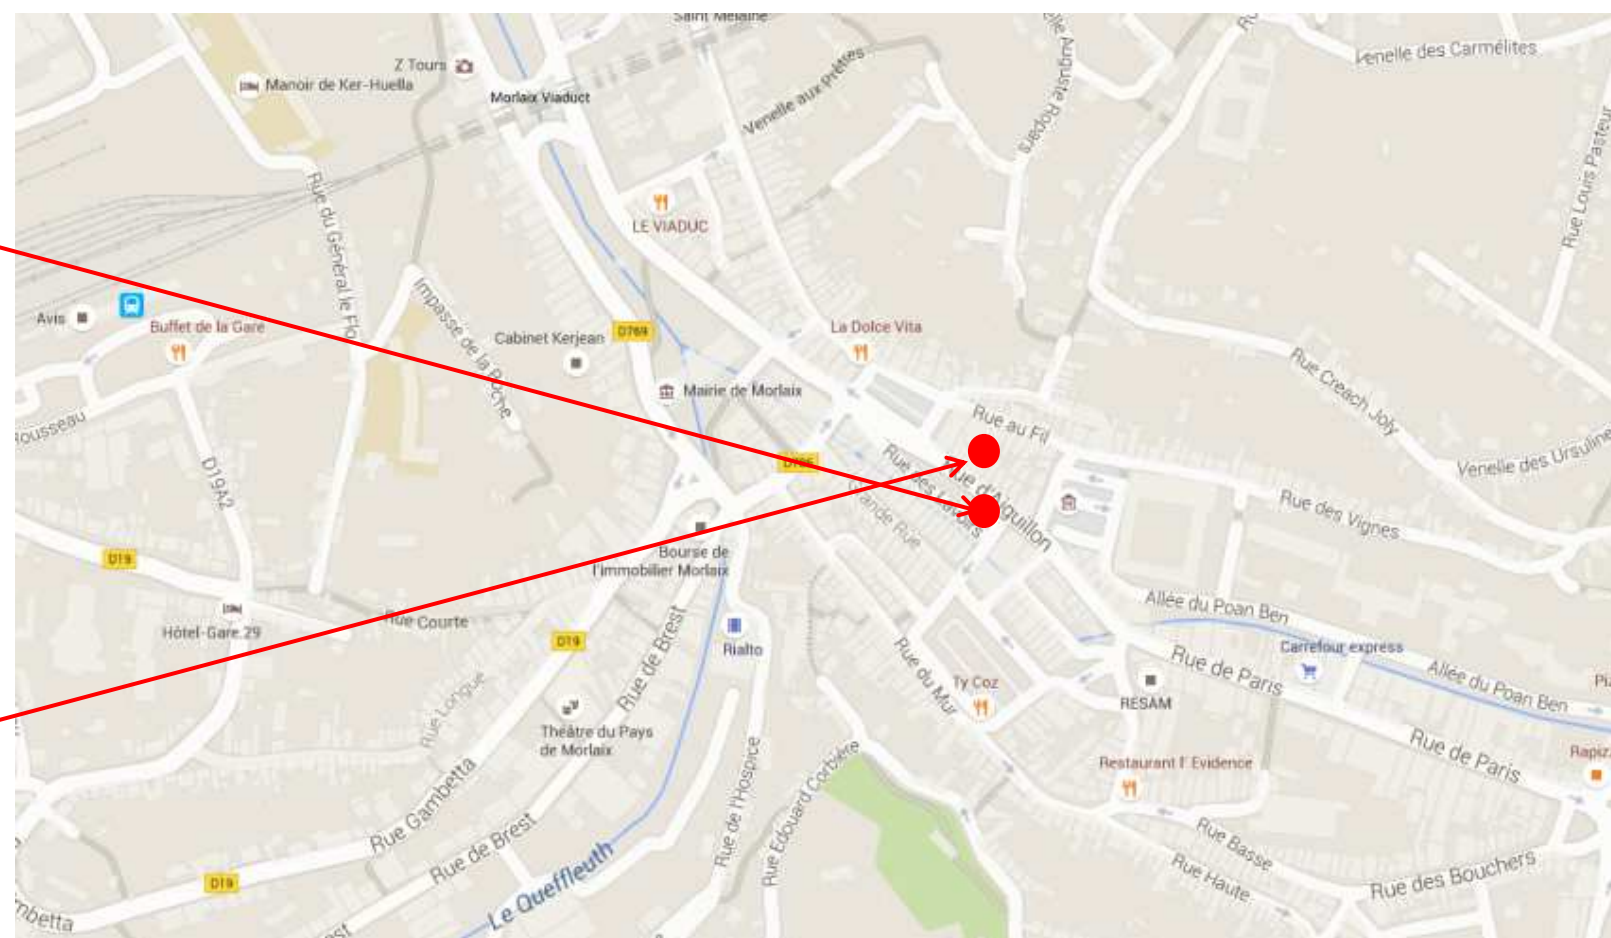 Saint Melaine
Venelle des Carmélites
Z Tours
Manoir de Ker-Huella
Morlaix Viaduct
Venelle aux Prêtres
Auguste Ropers
Rue Louis Pasteur
Rue du Général le Flo
LE VIADUC
Impasse de la Roche
Avis
Buffet de la Gare
Cabinet Kerjean
D769
La Dolce Vita
Mairie de Morlaix
Rue Creach Joly
Rousseau
Rue au Fil
D19A2
Rue des Lavoirs
Rue d'Aiguillon
Venelle des Ursuline
Grande Rue
Rue des Vignes
D19
Bourse de
l'immobilier Morlaix
Allée du Poan Ben
Hôtel-Gare 29
Rue Courte
D19
Rue de Brest
Rialto
Rue du Mur
Rue de Paris
Carrefour express
Allée du Poan Ben
Rue Longue
Ty Coz
RESAM
Théâtre du Pays
de Morlaix
Rue de Paris
Restaurant l' Evidence
Rapiz
Rue Gambetta
Rue de Brest
Rue de l'Hospice
Rue Edouard Corbière
Rue Basse
Rue Haute
Rue des Bouchers
D19
Le Queffleuth
mbetta